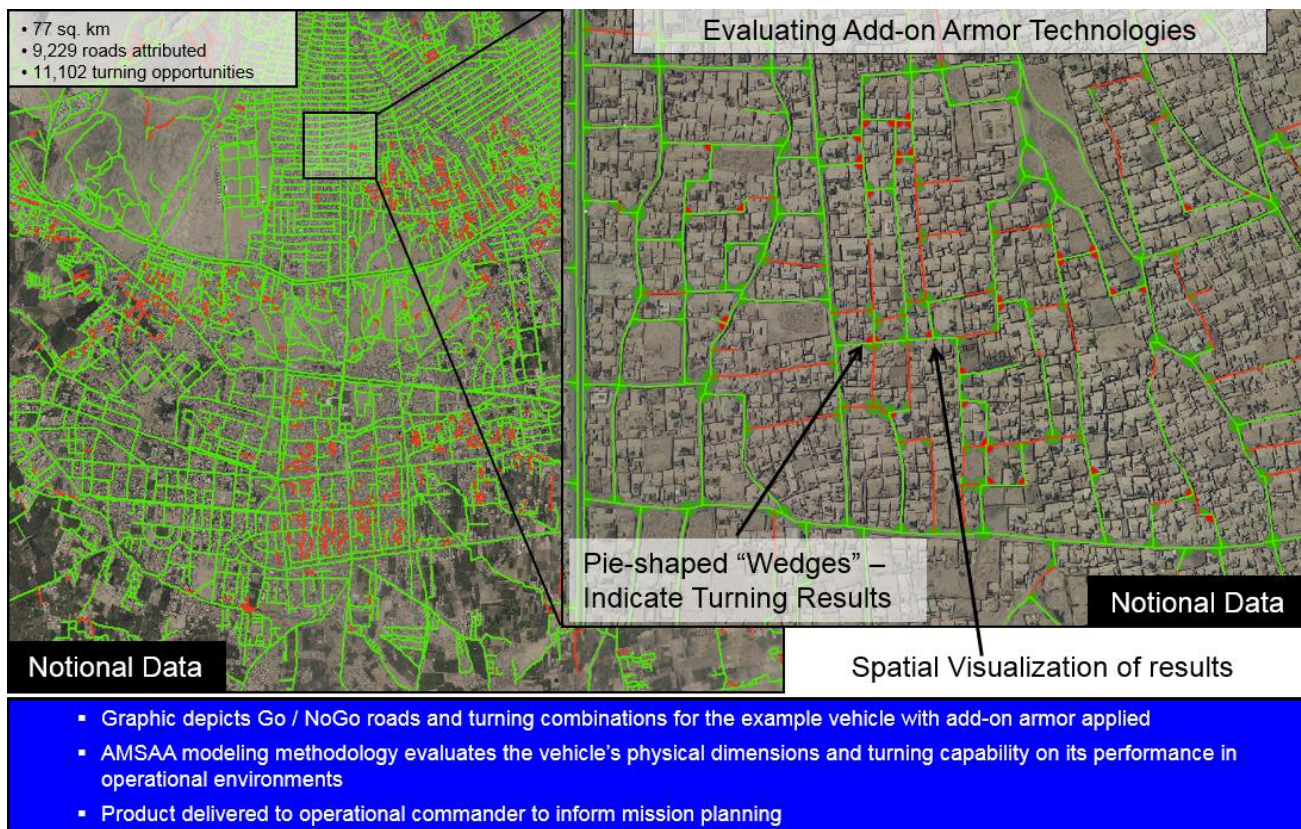 • 77 sq. km
• 9,229 roads attributed
• 11,102 turning opportunities
Evaluating Add-on Armor Technologies
Pie-shaped “Wedges” –
Indicate Turning Results
Notional Data
Notional Data
Spatial Visualization of results
▪ Graphic depicts Go / NoGo roads and turning combinations for the example vehicle with add-on armor applied
▪ AMSAA modeling methodology evaluates the vehicle’s physical dimensions and turning capability on its performance in
operational environments
▪ Product delivered to operational commander to inform mission planning